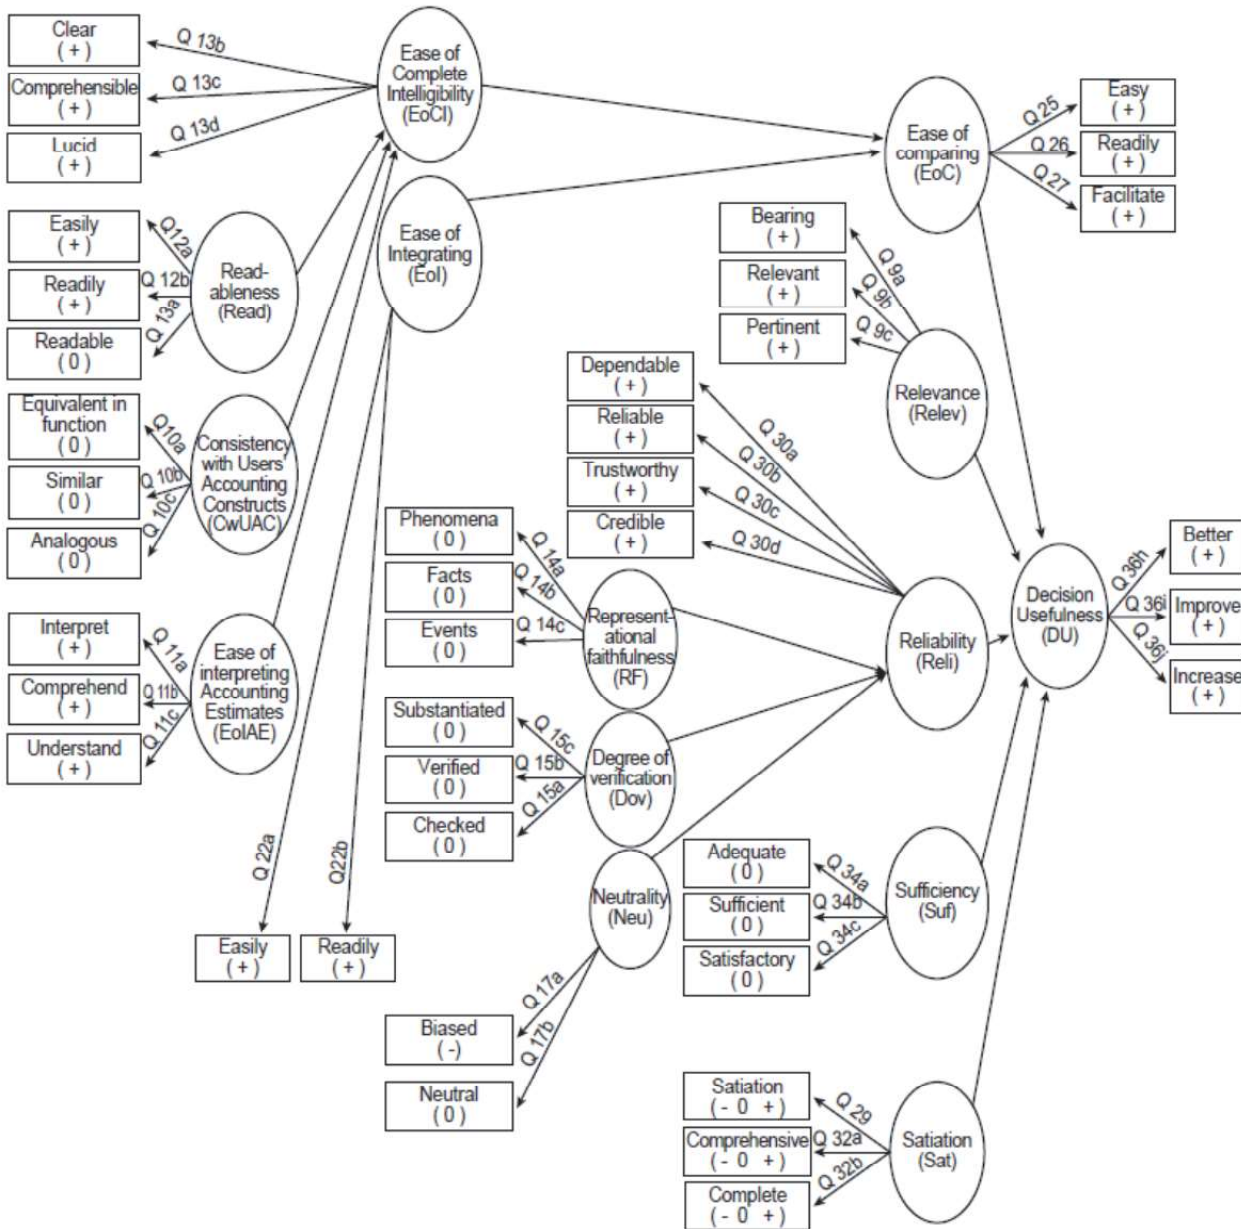 Clear
( + )
Q 13b
Comprehensible
( + )
Q 13c
Lucid
( + )
Q 13d
Ease of
Complete
Intelligibility
(EoCI)
Ease of
comparing
(EoC)
Q 25
Easy
( + )
Q 26
Readily
( + )
Q 27
Facilitate
( + )
Easily
( + )
Q12a
Readily
( + )
Q 12b
Readable
( 0 )
Q 13a
Read-
ableness
(Read)
Ease of
Integrating
(EoI)
Bearing
( + )
Q 9a
Relevant
( + )
Q 9b
Pertinent
( + )
Q 9c
Relevance
(Relev)
Equivalent in
function
( 0 )
Q10a
Similar
( 0 )
Q 10b
Analogous
( 0 )
Q 10c
Consistency
with Users'
Accounting
Constructs
(CwUAC)
Dependable
( + )
Q 30a
Reliable
( + )
Q 30b
Trustworthy
( + )
Q 30c
Credible
( + )
Q 30d
Reliability
(Reli)
Phenomena
( 0 )
Q 14a
Facts
( 0 )
Q 14b
Events
( 0 )
Q 14c
Represent-
ational
faithfulness
(RF)
Decision
Usefulness
(DU)
Q 36h
Better
( + )
Q 36i
Improve
( + )
Q 36j
Increase
( + )
Interpret
( + )
Q 11a
Comprehend
( + )
Q 11b
Understand
( + )
Q 11c
Ease of
interpreting
Accounting
Estimates
(EoIAE)
Substantiated
( 0 )
Q 15c
Verified
( 0 )
Q 15b
Checked
( 0 )
Q 15a
Degree of
verification
(Dov)
Q 22a
Q22b
Easily
( + )
Readily
( + )
Neutrality
(Neu)
Q 17a
Biased
( - )
Q 17b
Neutral
( 0 )
Adequate
( 0 )
Q 34a
Sufficient
( 0 )
Q 34b
Satisfactory
( 0 )
Q 34c
Sufficiency
(Suf)
Satiation
( - 0 + )
Q 29
Comprehensive
( - 0 + )
Q 32a
Complete
( - 0 + )
Q 32b
Satiation
(Sat)